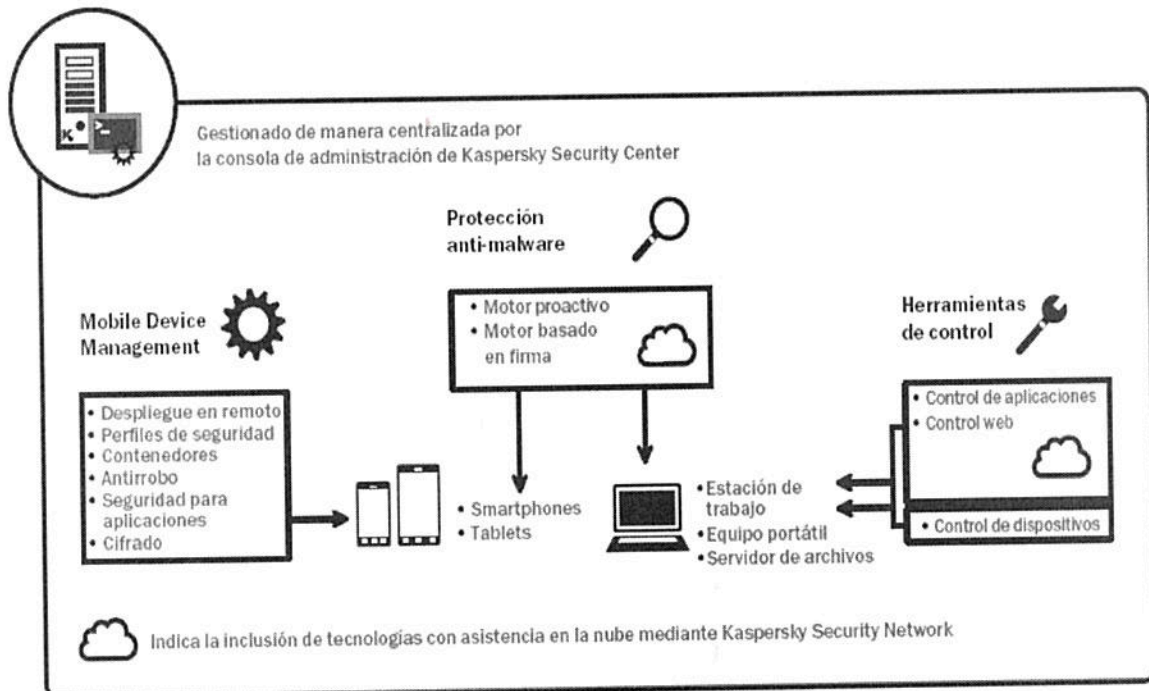 Gestionado de manera centralizada por
la consola de administración de Kaspersky Security Center
Protección
anti-malware
• Motor proactivo
• Motor basado
en firma
Mobile Device
Management
• Despliegue en remoto
• Perfiles de seguridad
• Contenedores
• Antirrobo
• Seguridad para
aplicaciones
• Cifrado
• Smartphones
• Tablets
• Estación de
trabajo
• Equipo portátil
• Servidor de archivos
Herramientas
de control
• Control de aplicaciones
• Control web
• Control de dispositivos
Indica la inclusión de tecnologías con asistencia en la nube mediante Kaspersky Security Network